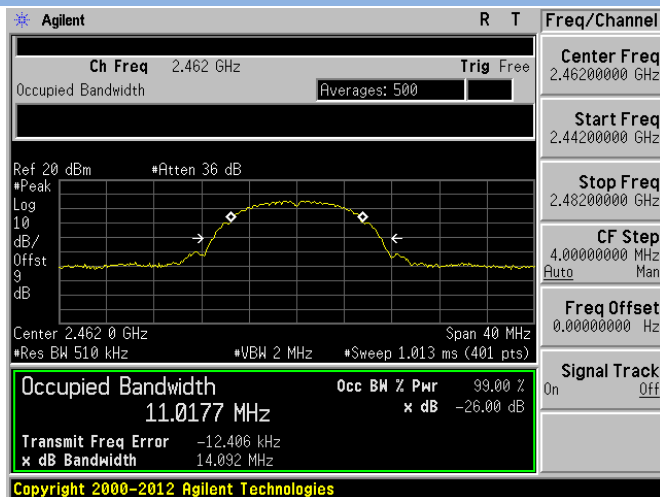 Agilent R T
Ch Freq 2.462 GHz Trig Free
Occupied Bandwidth Averages: 500
Ref 20 dBm #Atten 36 dB
#Peak
Log
10
dB/
Offst
9
dB
Center 2.462 0 GHz Span 40 MHz
#Res BW 510 kHz #VBW 2 MHz #Sweep 1.013 ms (401 pts)
Occupied Bandwidth Occ BW % Pwr 99.00 %
11.0177 MHz x dB -26.00 dB
Transmit Freq Error -12.406 kHz
x dB Bandwidth 14.092 MHz
Copyright 2000-2012 Agilent Technologies
Freq/Channel
Center Freq
2.46200000 GHz
Start Freq
2.44200000 GHz
Stop Freq
2.48200000 GHz
CF Step
4.00000000 MHz
Auto Man
Freq Offset
0.00000000 Hz
Signal Track
On Off